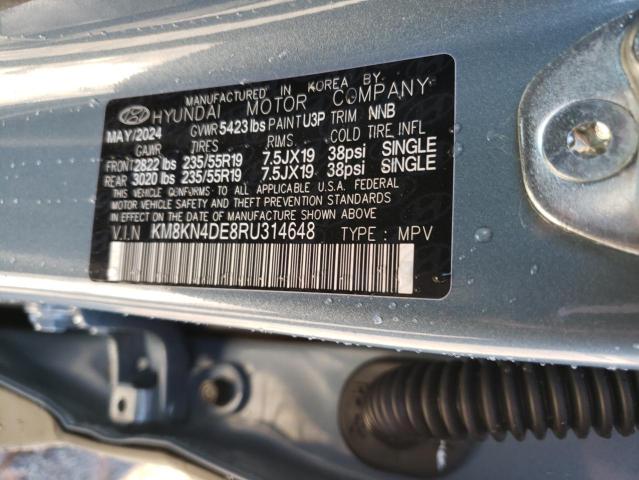 MANUFACTURED IN KOREA BY:
HYUNDAI MOTOR COMPANY
MAY/2024 GVWR 5423 lbs PAINT U3P TRIM NNB
GAWR TIRES RIMS COLD TIRE INFL
FRONT 2822 lbs 235/55R19 7.5JX19 38psi SINGLE
REAR 3020 lbs 235/55R19 7.5JX19 38psi SINGLE
THIS VEHICLE CONFORMS TO ALL APPLICABLE U.S.A. FEDERAL
MOTOR VEHICLE SAFETY AND THEFT PREVENTION STANDARDS
IN EFFECT ON THE DATE OF MANUFACTURE SHOWN ABOVE.
V.I.N KM8KN4DE8RU314648 TYPE : MPV